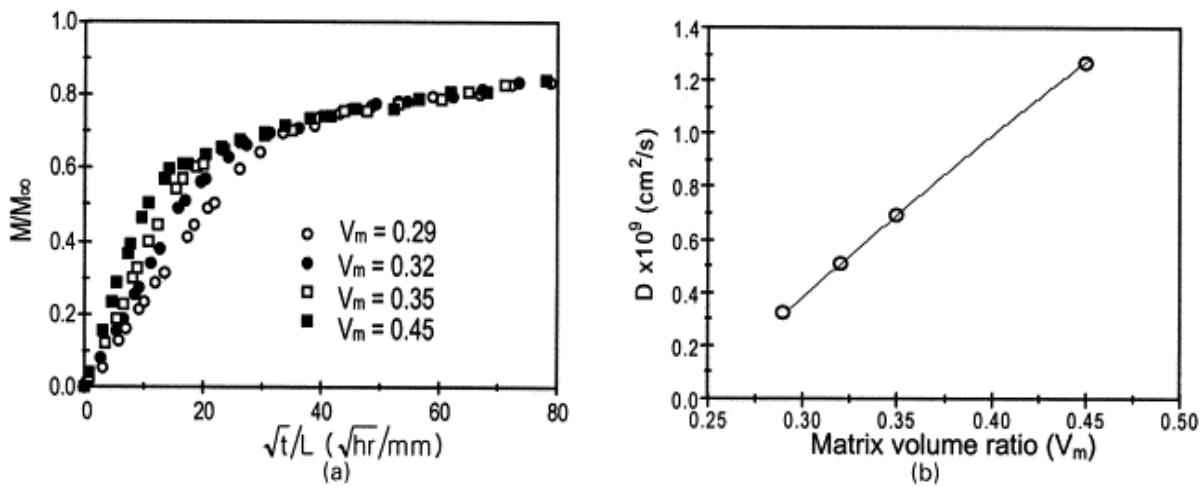 1.0
0.8
0.6
0.4
0.2
0.0
M/M∞
0 20 40 60 80
√t/L (√hr/mm)
(a)
Vm = 0.29
Vm = 0.32
Vm = 0.35
Vm = 0.45
1.4
1.2
1.0
0.8
0.6
0.4
0.2
0.0
D x10⁹ (cm²/s)
0.25 0.30 0.35 0.40 0.45 0.50
Matrix volume ratio (Vm)
(b)